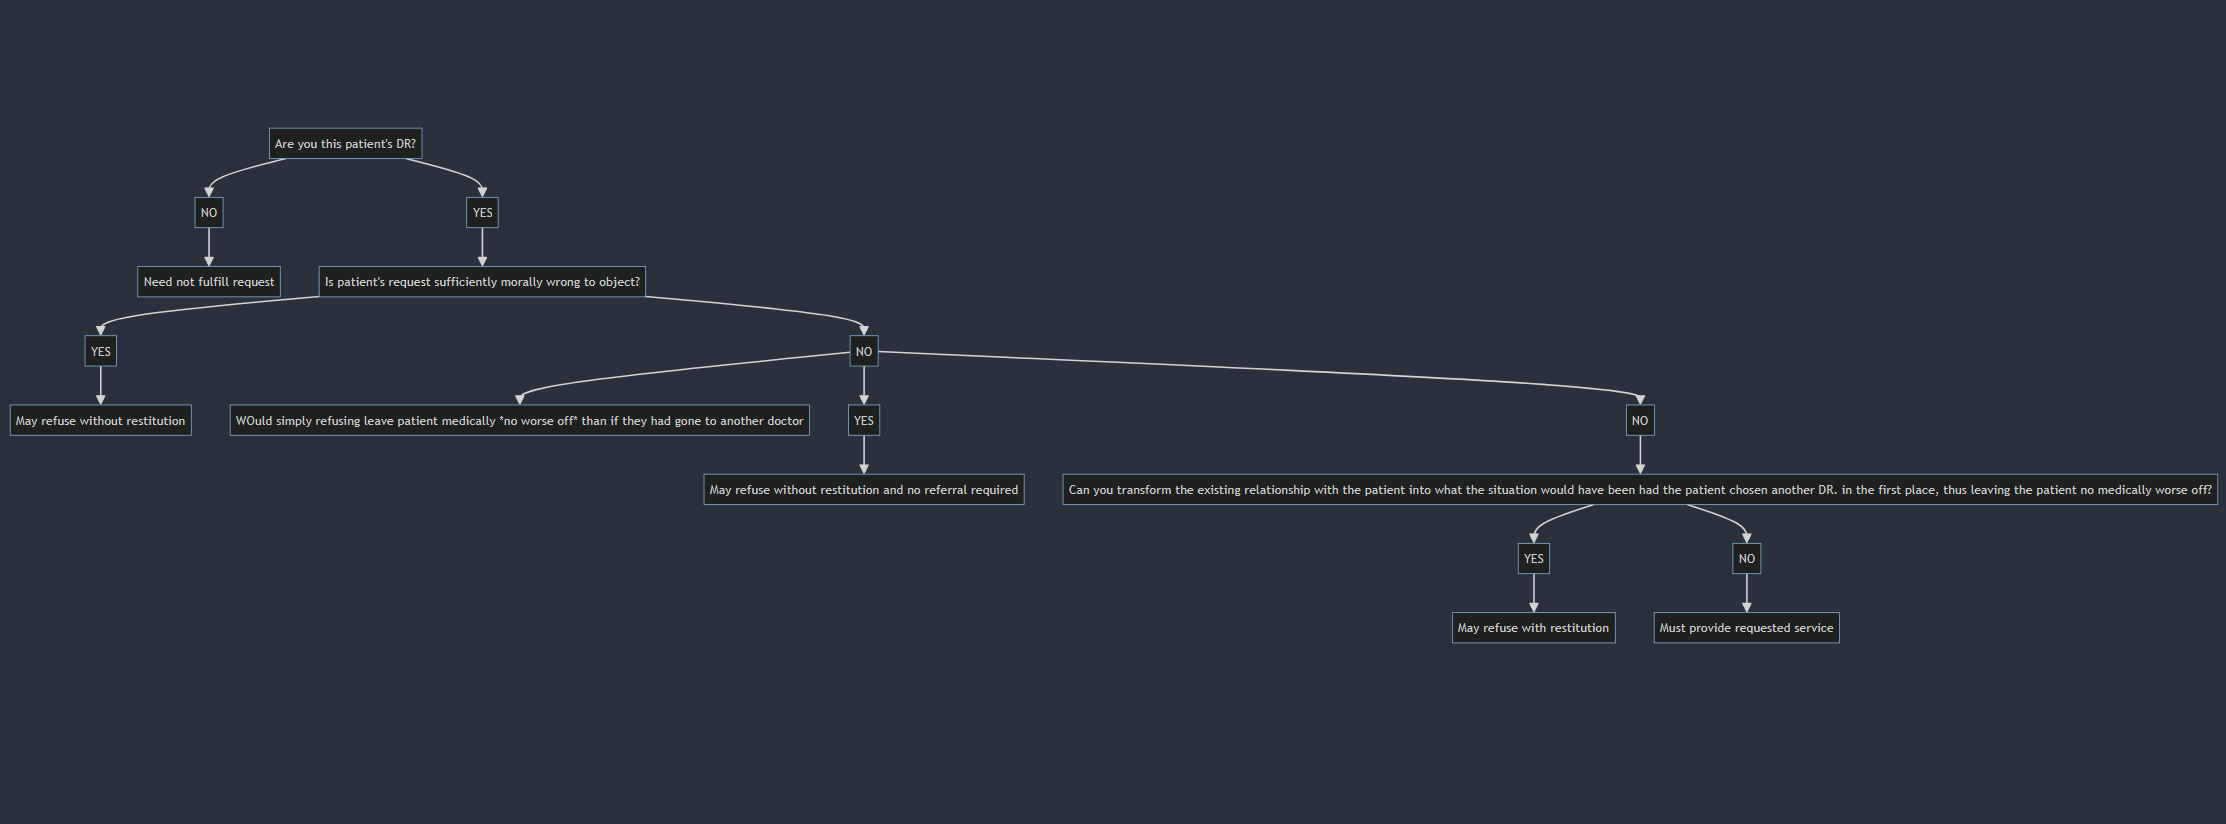 Are you this patient's DR?
NO
YES
Need not fulfill request
Is patient's request sufficiently morally wrong to object?
YES
NO
May refuse without restitution
WOuld simply refusing leave patient medically *no worse off* than if they had gone to another doctor
YES
NO
May refuse without restitution and no referral required
Can you transform the existing relationship with the patient into what the situation would have been had the patient chosen another DR. in the first place, thus leaving the patient no medically worse off?
YES
NO
May refuse with restitution
Must provide requested service